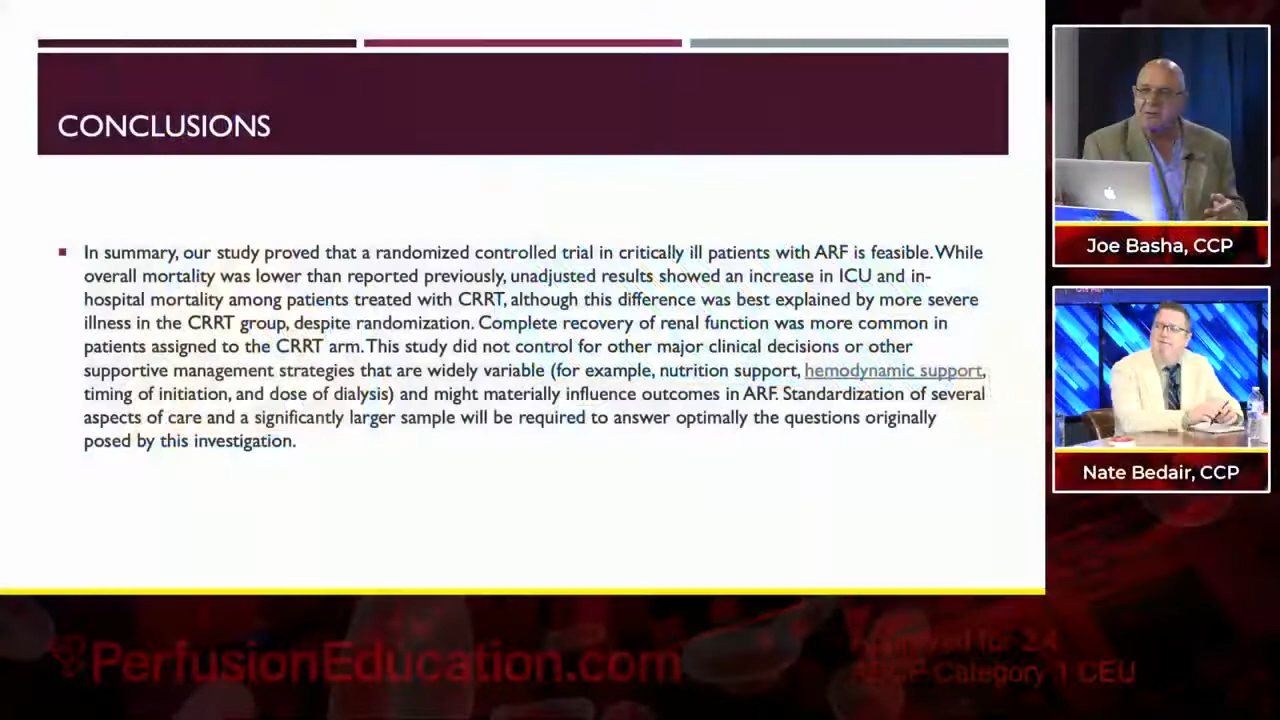 CONCLUSIONS
In summary, our study proved that a randomized controlled trial in critically ill patients with ARF is feasible. While
overall mortality was lower than reported previously, unadjusted results showed an increase in ICU and in-
hospital mortality among patients treated with CRRT, although this difference was best explained by more severe
illness in the CRRT group, despite randomization. Complete recovery of renal function was more common in
patients assigned to the CRRT arm. This study did not control for other major clinical decisions or other
supportive management strategies that are widely variable (for example, nutrition support, hemodynamic support,
timing of initiation, and dose of dialysis) and might materially influence outcomes in ARF. Standardization of several
aspects of care and a significantly larger sample will be required to answer optimally the questions originally
posed by this investigation.
Joe Basha, CCP
Nate Bedair, CCP
PerfusionEducation.com
Approved for 2.4
Category 1 CEU